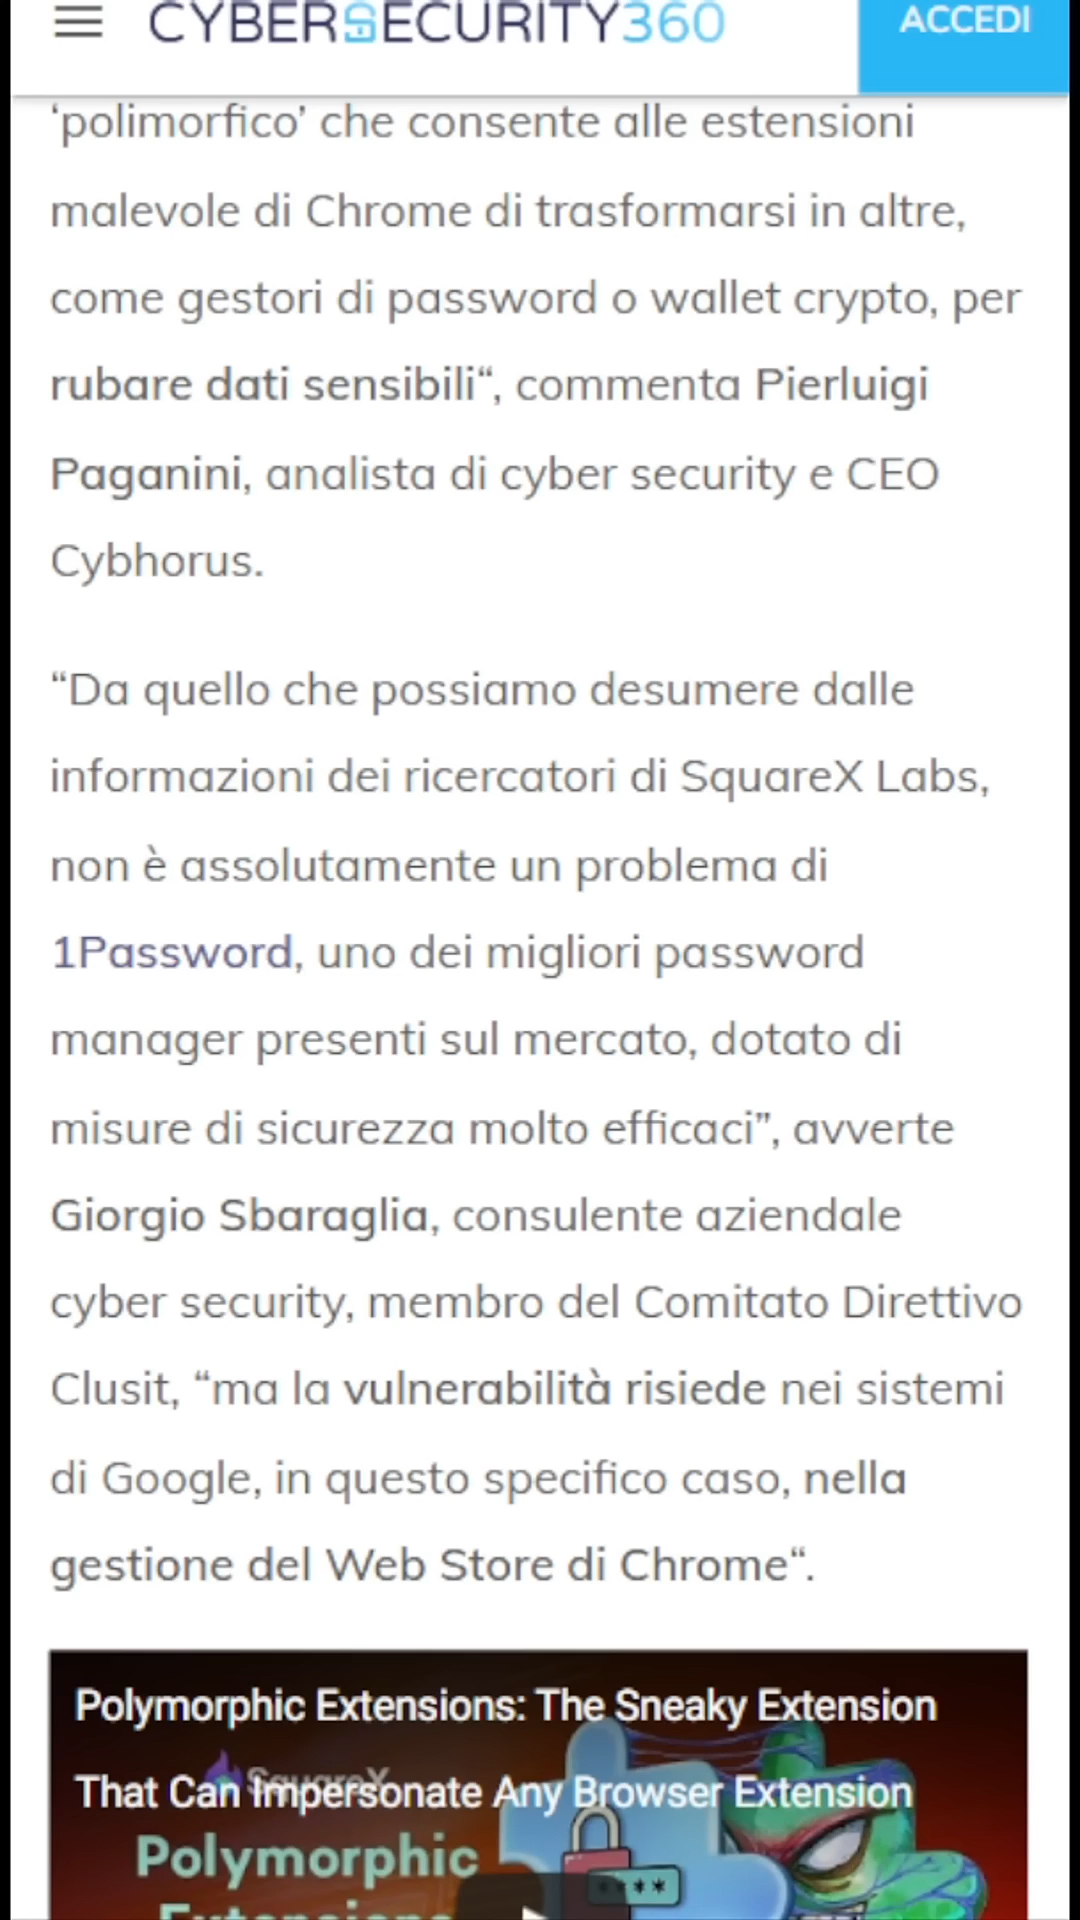 CYBERSECURITY360
ACCEDI
‘polimorfico’ che consente alle estensioni
malevole di Chrome di trasformarsi in altre,
come gestori di password o wallet crypto, per
rubare dati sensibili“, commenta Pierluigi
Paganini, analista di cyber security e CEO
Cybhorus.
“Da quello che possiamo desumere dalle
informazioni dei ricercatori di SquareX Labs,
non è assolutamente un problema di
1Password, uno dei migliori password
manager presenti sul mercato, dotato di
misure di sicurezza molto efficaci”, avverte
Giorgio Sbaraglia, consulente aziendale
cyber security, membro del Comitato Direttivo
Clusit, “ma la vulnerabilità risiede nei sistemi
di Google, in questo specifico caso, nella
gestione del Web Store di Chrome“.
Polymorphic Extensions: The Sneaky Extension
SquareX
That Can Impersonate Any Browser Extension
Polymorphic
Extensions
****